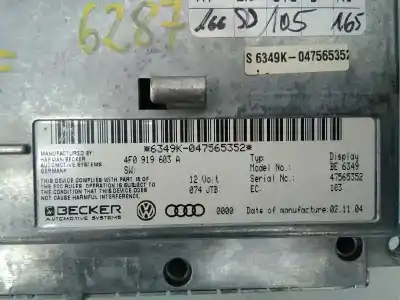 6287
166 SD 105 165
S 6349K-047565352
*6349K-047565352*
MANUFACTURED BY
HARMAN/BECKER
AUTOMOTIVE SYSTEMS
GERMANY
4F0 919 603 A
SW:
Typ: Display
Model No.: BE 6349
12 Volt
Serial No.: 47565352
074 JTB
EC: 103
THIS DEVICE COMPLIES WITH PART 15 OF
THE FCC RULES OPERATION IS SUBJECT TO
THE CONDITION THAT THIS DEVICE DOES NOT
CAUSE HARMFUL INTERFERENCE
BECKER
AUTOMOTIVE SYSTEMS
0000
Date of manufacture: 02.11.04